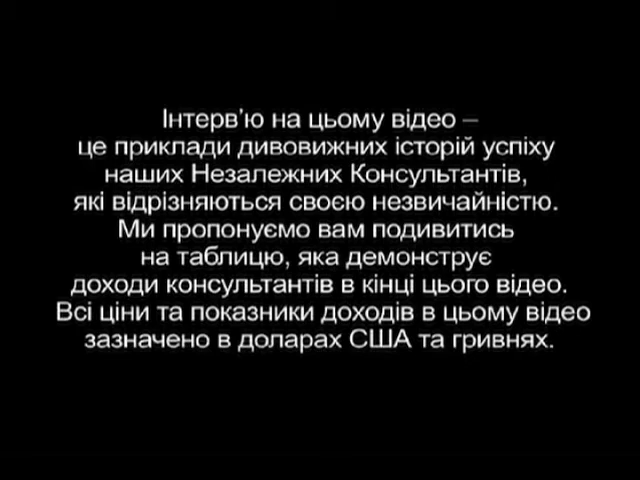 Інтерв'ю на цьому відео –
це приклади дивовижних історій успіху
наших Незалежних Консультантів,
які відрізняються своєю незвичайністю.
Ми пропонуємо вам подивитись
на таблицю, яка демонструє
доходи консультантів в кінці цього відео.
Всі ціни та показники доходів в цьому відео
зазначено в доларах США та гривнях.